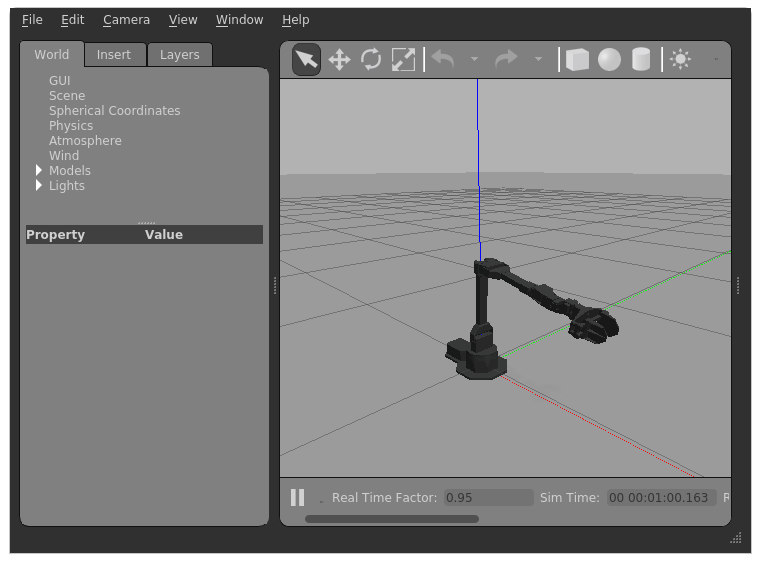 File Edit Camera View Window Help
World Insert Layers
GUI
Scene
Spherical Coordinates
Physics
Atmosphere
Wind
Models
Lights
Property Value
Real Time Factor: 0.95 Sim Time: 00 00:01:00.163 R